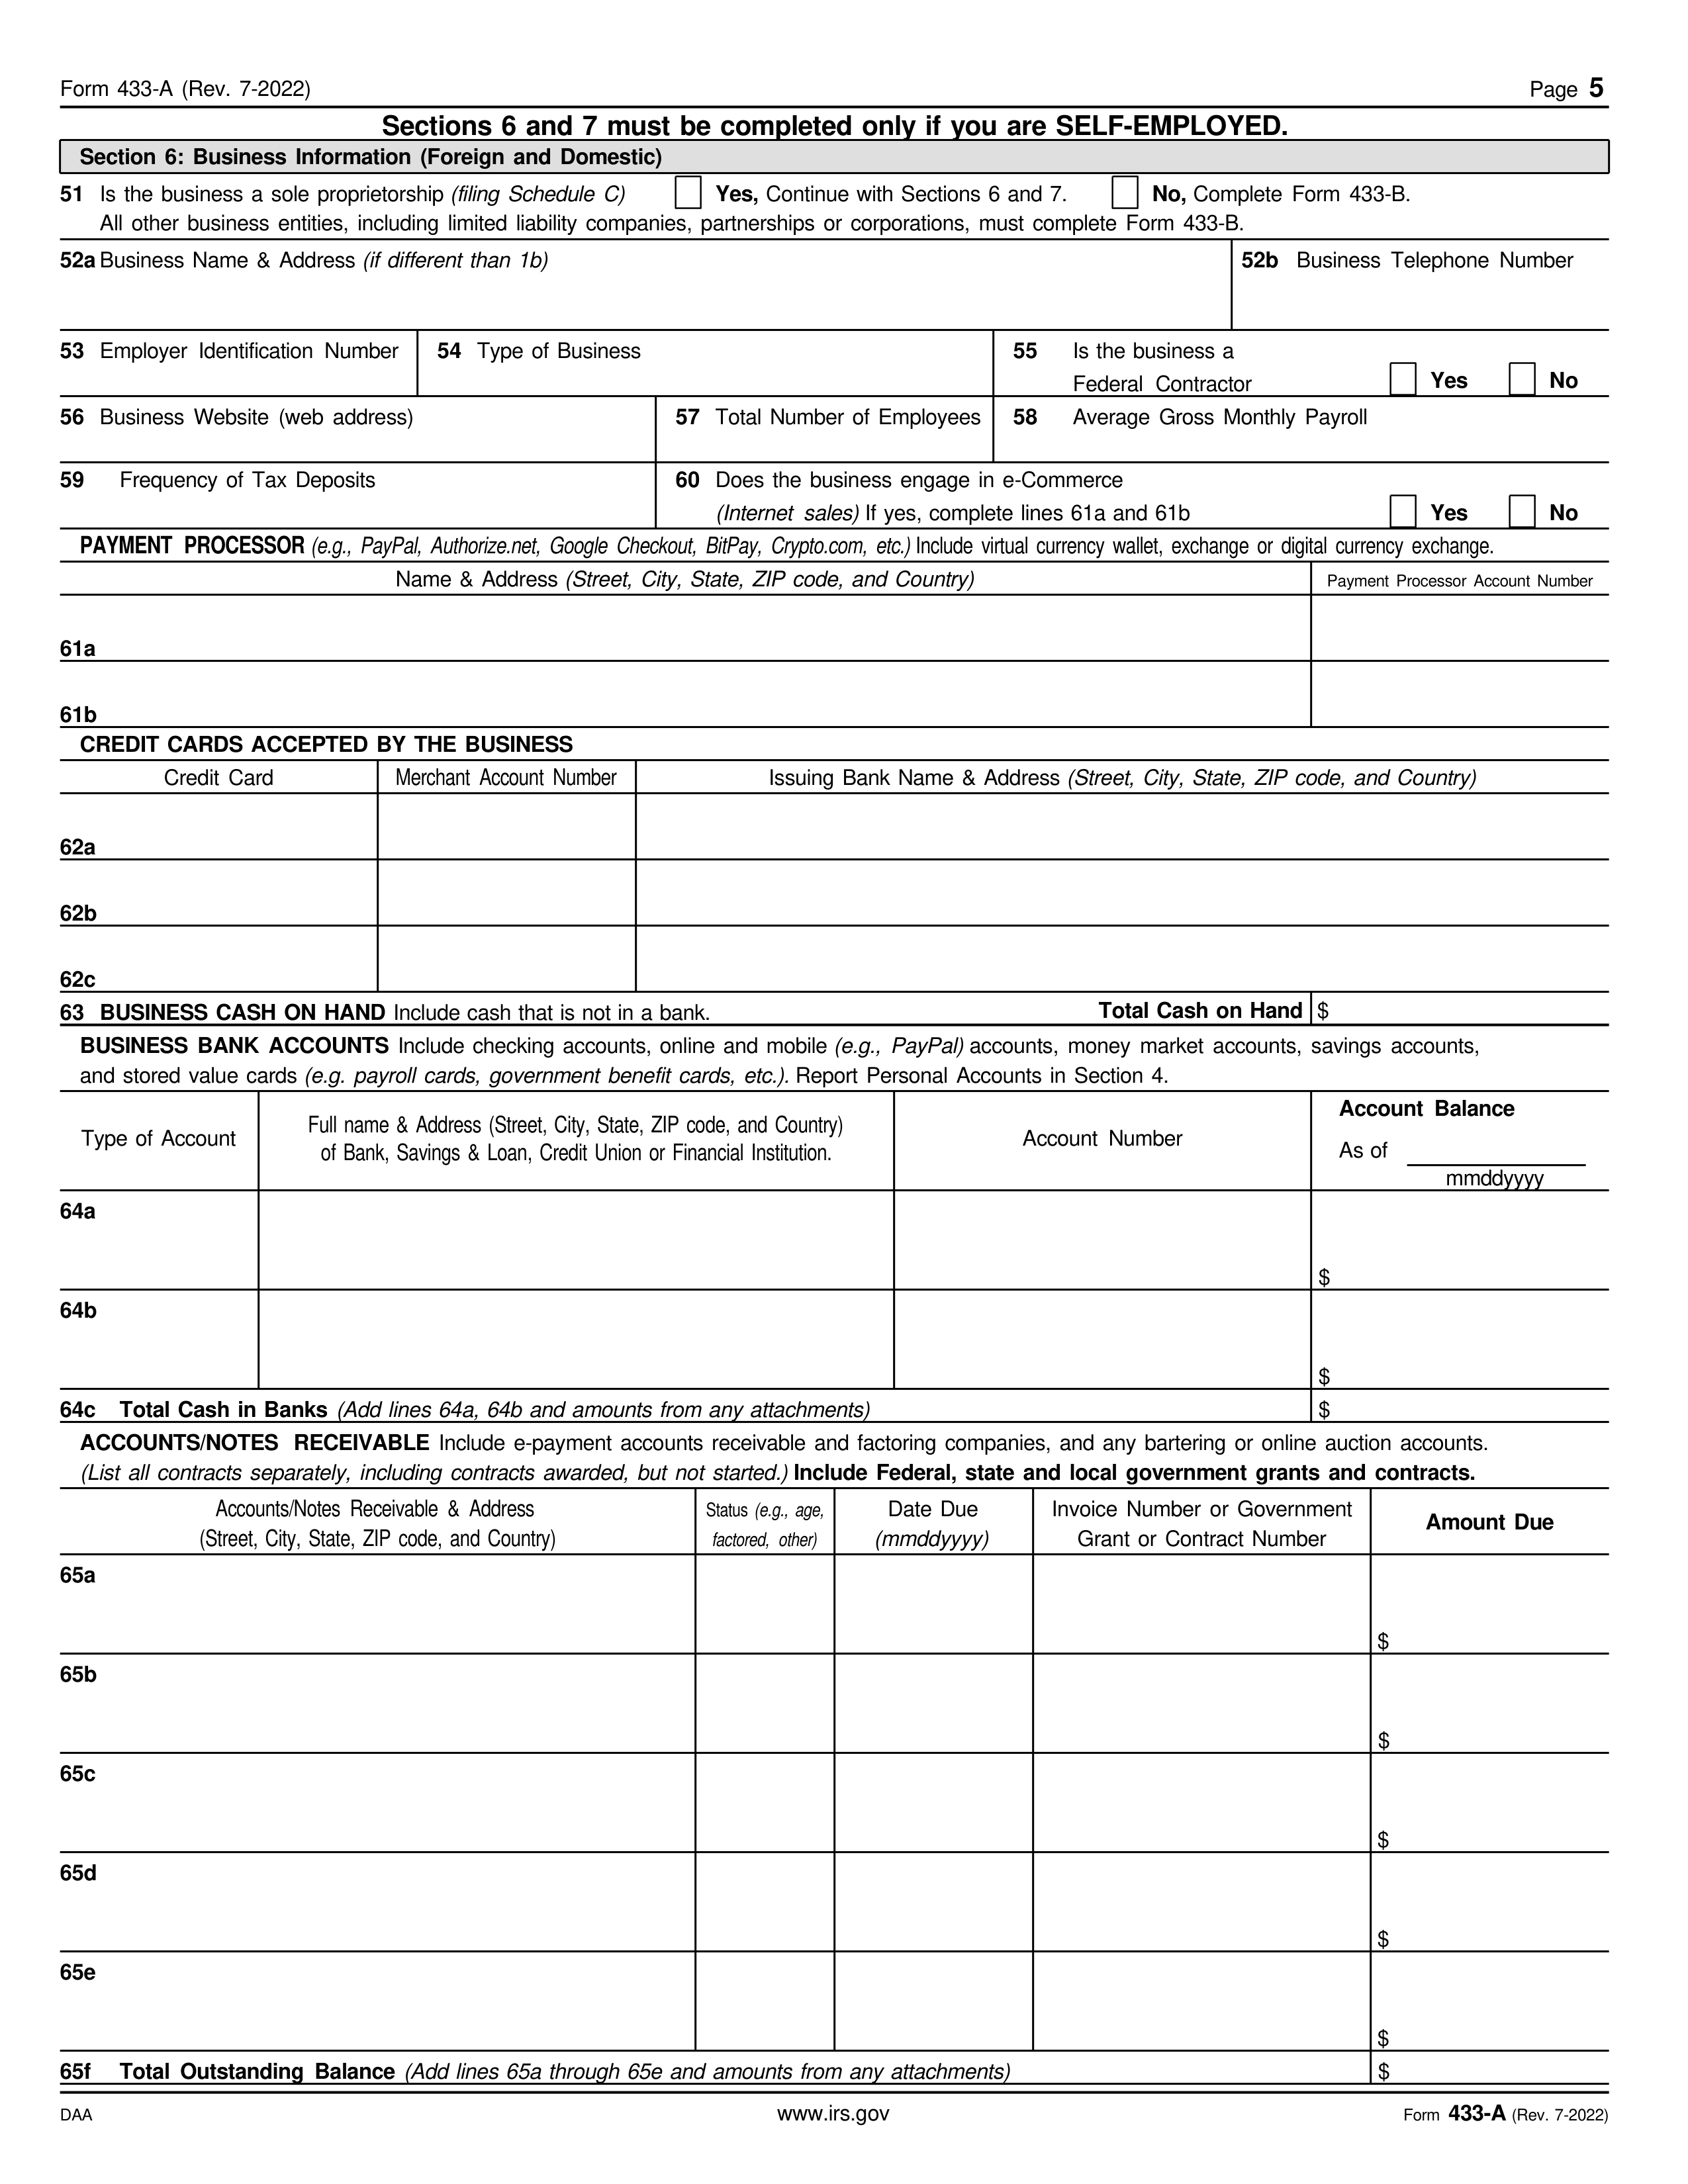 Form 433-A (Rev. 7-2022) Page 5
Sections 6 and 7 must be completed only if you are SELF-EMPLOYED.
Section 6: Business Information (Foreign and Domestic)
51 Is the business a sole proprietorship (filing Schedule C) Yes, Continue with Sections 6 and 7. No, Complete Form 433-B.
All other business entities, including limited liability companies, partnerships or corporations, must complete Form 433-B.
52a Business Name & Address (if different than 1b) 52b Business Telephone Number
53 Employer Identification Number 54 Type of Business 55 Is the business a
Federal Contractor Yes No
56 Business Website (web address) 57 Total Number of Employees 58 Average Gross Monthly Payroll
59 Frequency of Tax Deposits 60 Does the business engage in e-Commerce
(Internet sales) If yes, complete lines 61a and 61b Yes No
PAYMENT PROCESSOR (e.g., PayPal, Authorize.net, Google Checkout, BitPay, Crypto.com, etc.) Include virtual currency wallet, exchange or digital currency exchange.
Name & Address (Street, City, State, ZIP code, and Country) Payment Processor Account Number
61a
61b
CREDIT CARDS ACCEPTED BY THE BUSINESS
Credit Card Merchant Account Number Issuing Bank Name & Address (Street, City, State, ZIP code, and Country)
62a
62b
62c
63 BUSINESS CASH ON HAND Include cash that is not in a bank. Total Cash on Hand $
BUSINESS BANK ACCOUNTS Include checking accounts, online and mobile (e.g., PayPal) accounts, money market accounts, savings accounts,
and stored value cards (e.g. payroll cards, government benefit cards, etc.). Report Personal Accounts in Section 4.
Type of Account Full name & Address (Street, City, State, ZIP code, and Country)
of Bank, Savings & Loan, Credit Union or Financial Institution. Account Number Account Balance
As of
mmddyyyy
64a
$
64b
$
64c Total Cash in Banks (Add lines 64a, 64b and amounts from any attachments) $
ACCOUNTS/NOTES RECEIVABLE Include e-payment accounts receivable and factoring companies, and any bartering or online auction accounts.
(List all contracts separately, including contracts awarded, but not started.) Include Federal, state and local government grants and contracts.
Accounts/Notes Receivable & Address Status (e.g., age, Date Due Invoice Number or Government Amount Due
(Street, City, State, ZIP code, and Country) factored, other) (mmddyyyy) Grant or Contract Number
65a
$
65b
$
65c
$
65d
$
65e
$
65f Total Outstanding Balance (Add lines 65a through 65e and amounts from any attachments) $
DAA www.irs.gov Form 433-A (Rev. 7-2022)